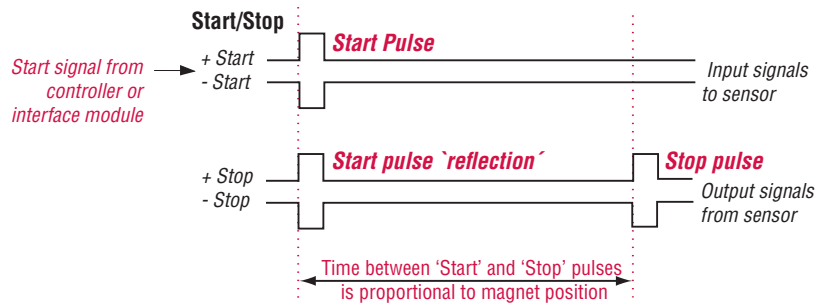 Start/Stop
Start Pulse
+ Start
- Start
Start signal from
controller or
interface module
Input signals
to sensor
Start pulse `reflection´
Stop pulse
+ Stop
- Stop
Output signals
from sensor
Time between ‘Start’ and ‘Stop’ pulses
is proportional to magnet position